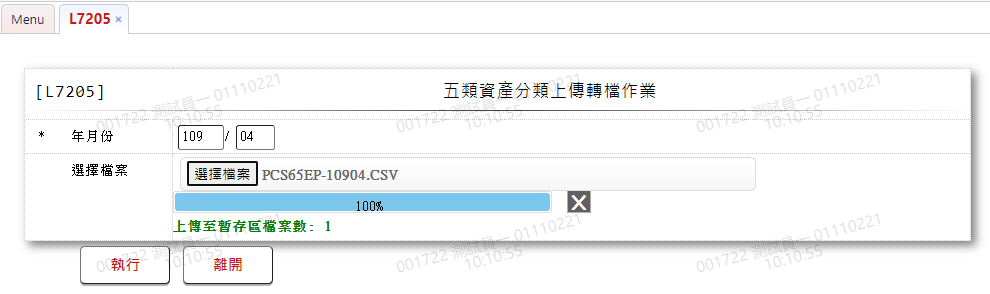 Menu L7205 ×
[L7205] 五類資產分類上傳轉檔作業
* 年月份 109 / 04
選擇檔案 選擇檔案 PCS65EP-10904.CSV
100% X
上傳至暫存區檔案數: 1
執行 離開
001722 測試員一 01110221
10:10:55
001722 測試員一 01110221
10:10:55
001722 測試員一 01110221
10:10:55
001722 測試員一 01110221
10:10:55
001722 測試員一 01110221
10:10:55
001722 測試員一 01110221
10:10:55